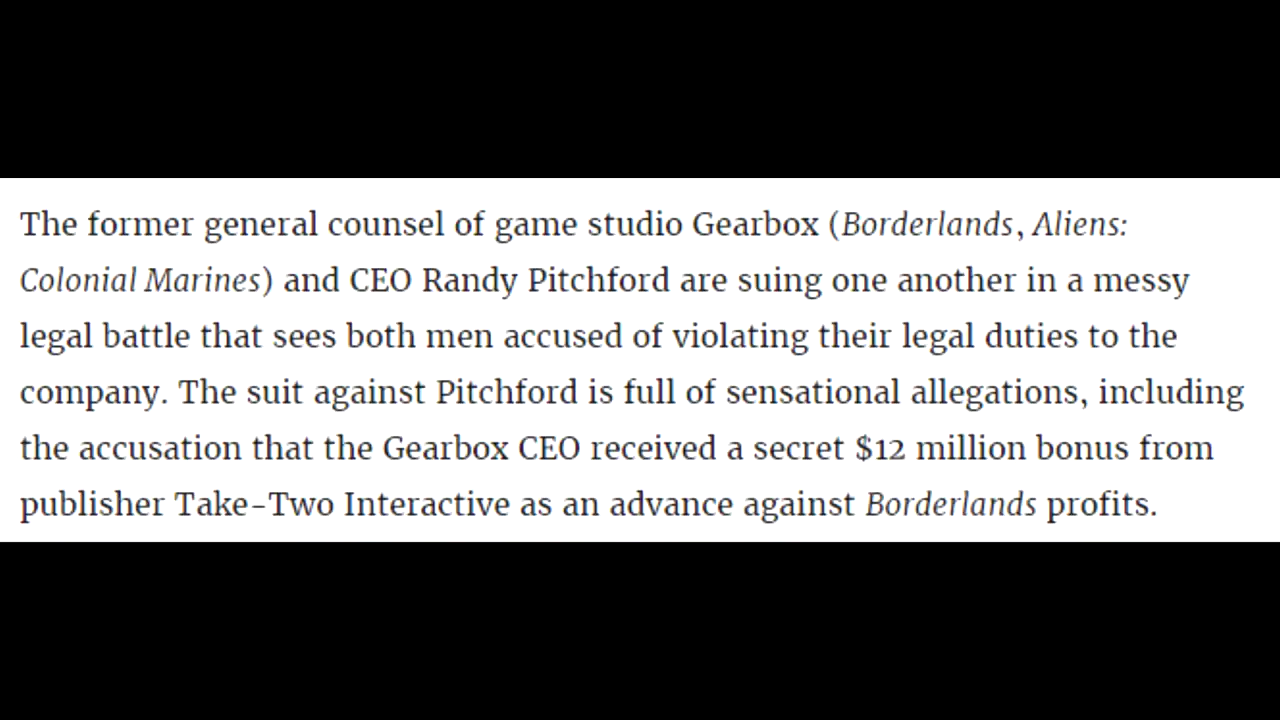 The former general counsel of game studio Gearbox (Borderlands, Aliens:
Colonial Marines) and CEO Randy Pitchford are suing one another in a messy
legal battle that sees both men accused of violating their legal duties to the
company. The suit against Pitchford is full of sensational allegations, including
the accusation that the Gearbox CEO received a secret $12 million bonus from
publisher Take-Two Interactive as an advance against Borderlands profits.